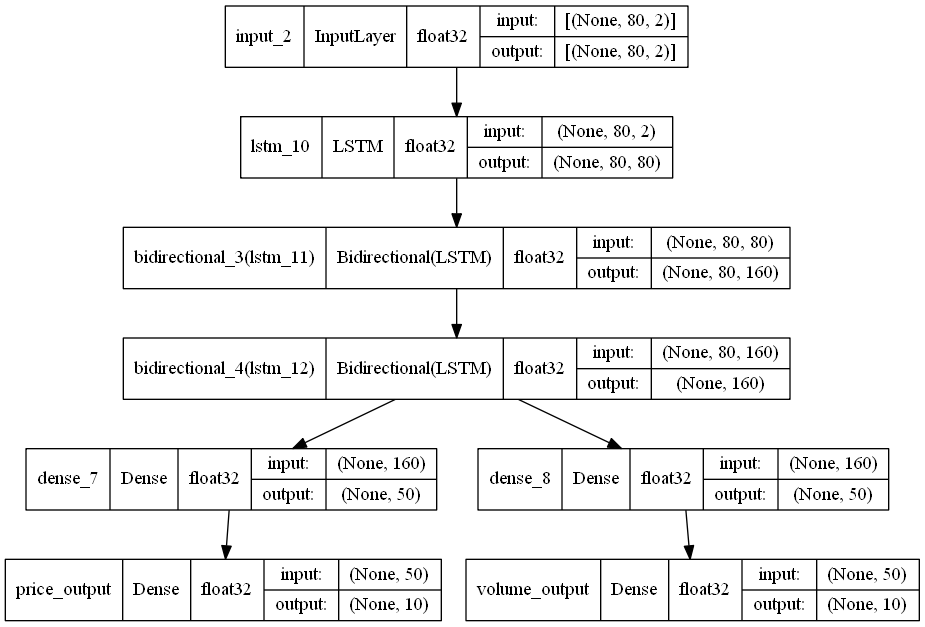 input_2 InputLayer float32 input: [(None, 80, 2)]
output: [(None, 80, 2)]
lstm_10 LSTM float32 input: (None, 80, 2)
output: (None, 80, 80)
bidirectional_3(lstm_11) Bidirectional(LSTM) float32 input: (None, 80, 80)
output: (None, 80, 160)
bidirectional_4(lstm_12) Bidirectional(LSTM) float32 input: (None, 80, 160)
output: (None, 160)
dense_7 Dense float32 input: (None, 160)
output: (None, 50)
dense_8 Dense float32 input: (None, 160)
output: (None, 50)
price_output Dense float32 input: (None, 50)
output: (None, 10)
volume_output Dense float32 input: (None, 50)
output: (None, 10)